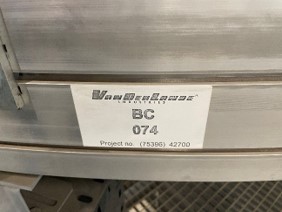 VanDerLande
INDUSTRIES
BC
074
Project no. (75396) 42700